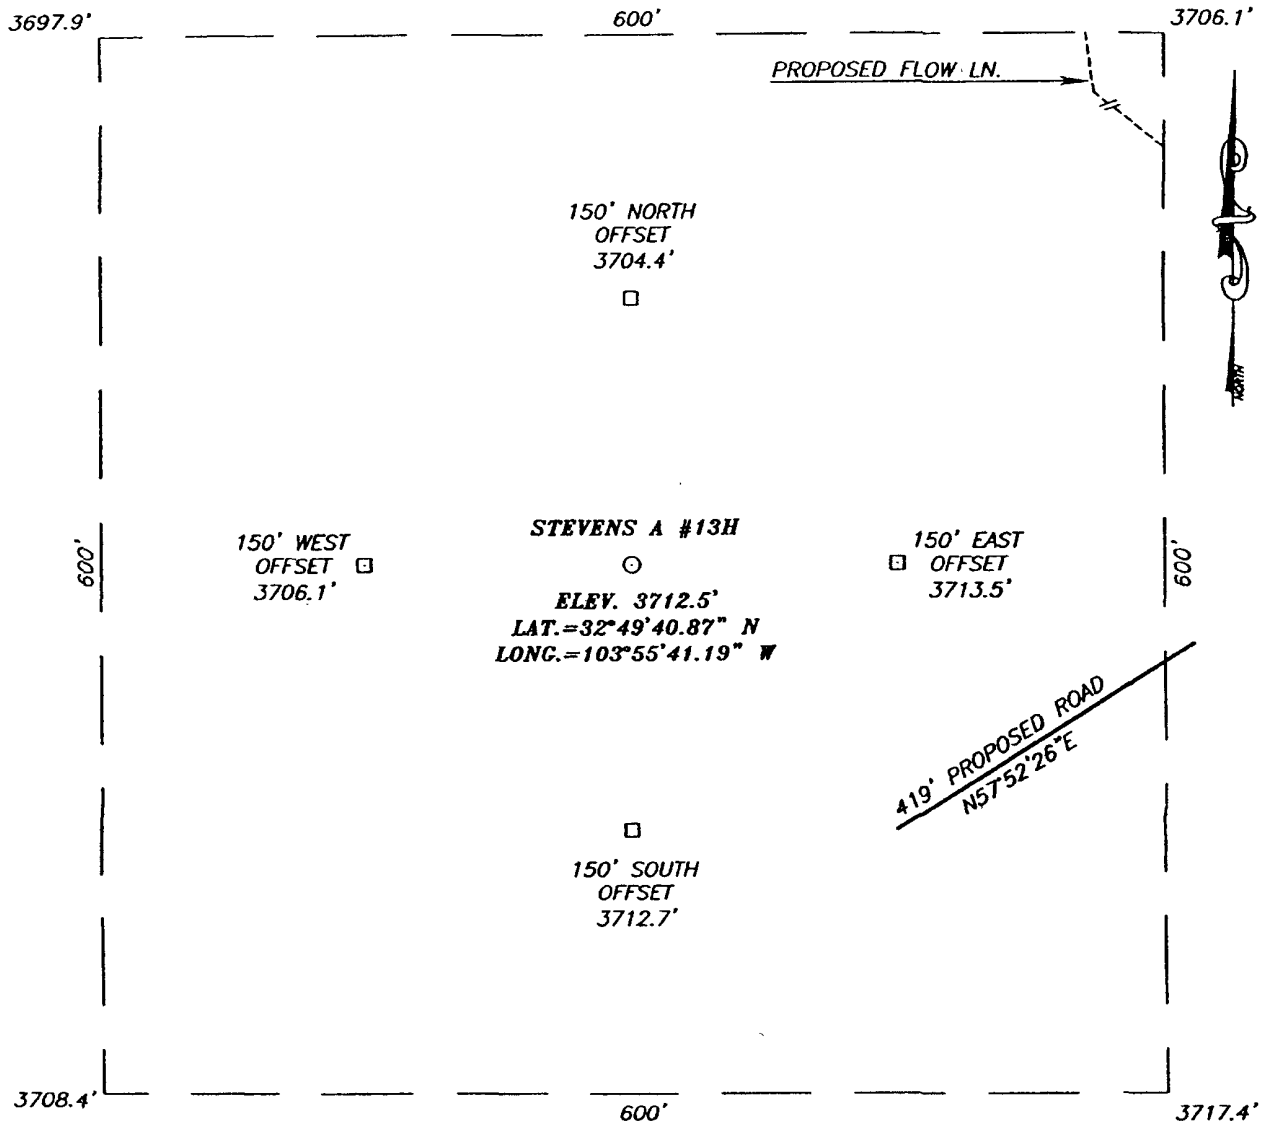 3697.9'
600'
3706.1'
PROPOSED FLOW LN.
NORTH
150' NORTH
OFFSET
3704.4'
STEVENS A #13H
150' WEST
OFFSET
3706.1'
150' EAST
OFFSET
3713.5'
600'
600'
ELEV. 3712.5'
LAT.=32°49'40.87" N
LONG.=103°55'41.19" W
419' PROPOSED ROAD
N57°52'26"E
150' SOUTH
OFFSET
3712.7'
3708.4'
600'
3717.4'